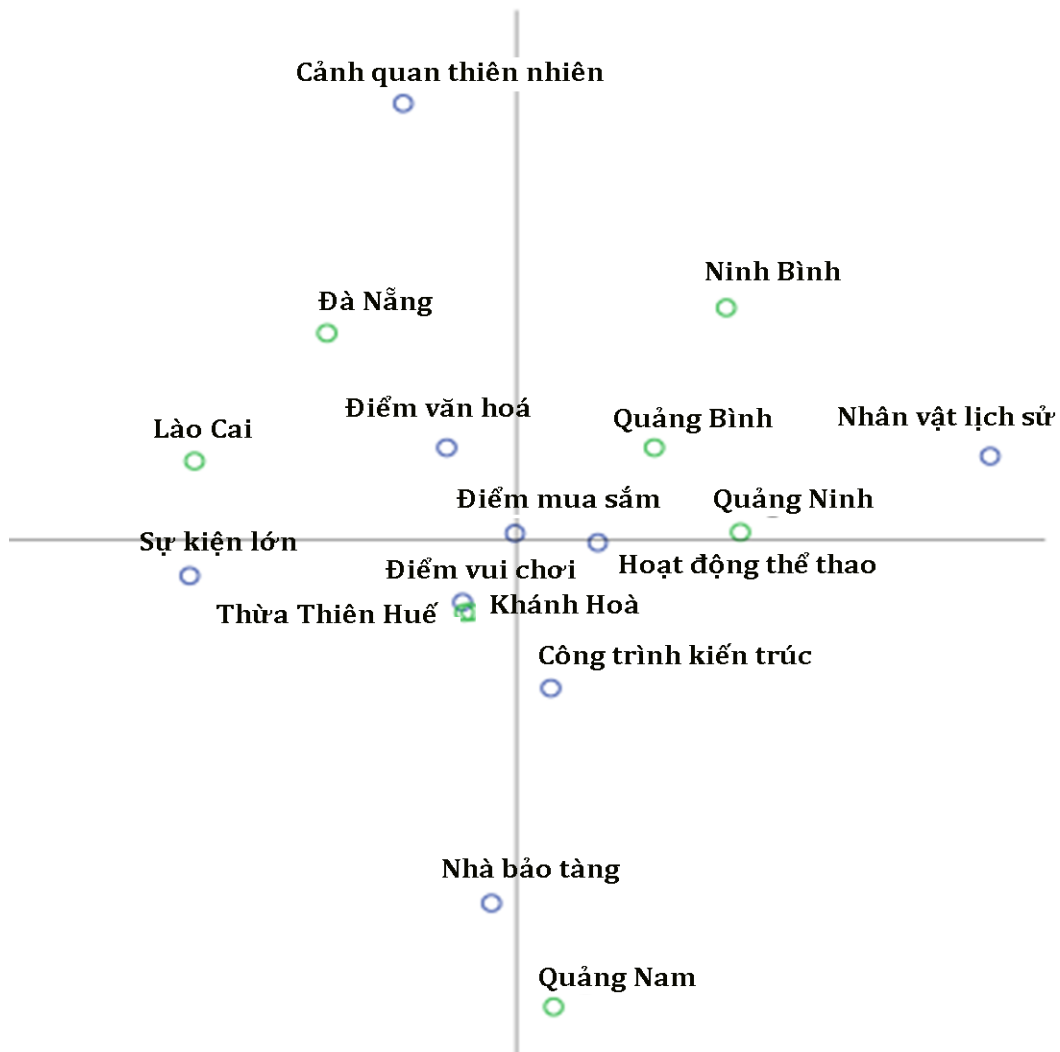 Cảnh quan thiên nhiên
Ninh Bình
Đà Nẵng
Điểm văn hoá
Quảng Bình
Nhân vật lịch sử
Lào Cai
Điểm mua sắm
Quảng Ninh
Sự kiện lớn
Điểm vui chơi
Hoạt động thể thao
Thừa Thiên Huế
Khánh Hoà
Công trình kiến trúc
Nhà bảo tàng
Quảng Nam